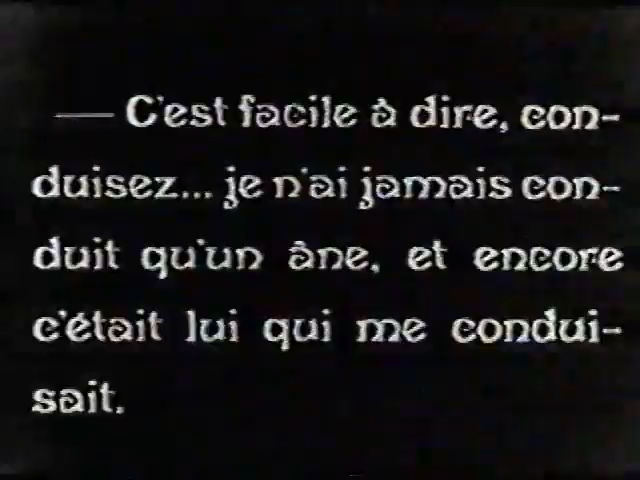 — C'est facile à dire, con-
duisez... je n'ai jamais con-
duit qu'un âne, et encore
c'était lui qui me condui-
sait.